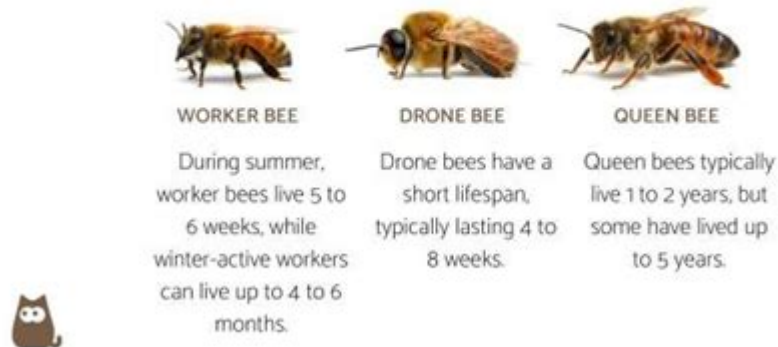 WORKER BEE
During summer,
worker bees live 5 to
6 weeks, while
winter-active workers
can live up to 4 to 6
months.
DRONE BEE
Drone bees have a
short lifespan,
typically lasting 4 to
8 weeks.
QUEEN BEE
Queen bees typically
live 1 to 2 years, but
some have lived up
to 5 years.